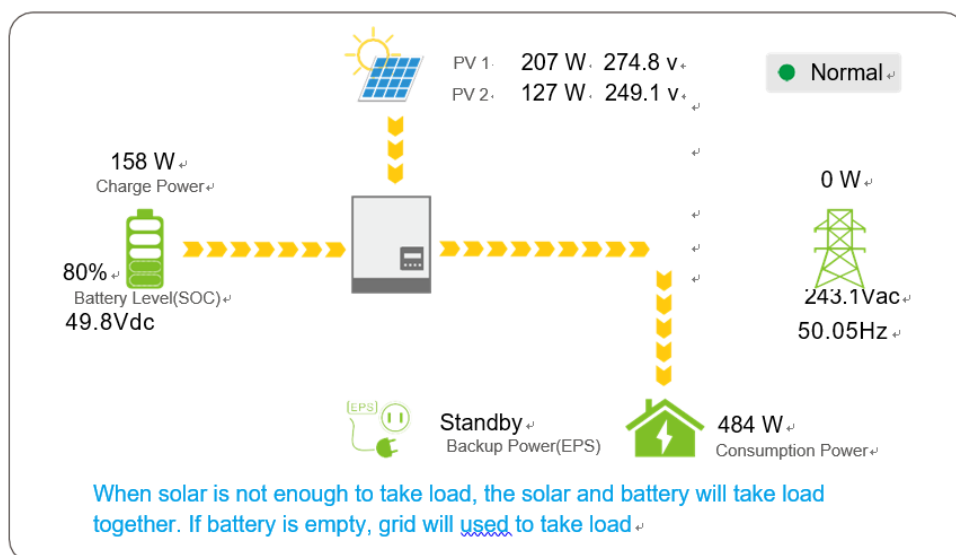 PV 1 207 W 274.8 v
PV 2 127 W 249.1 v
Normal
158 W
Charge Power
0 W
80%
Battery Level(SOC)
49.8Vdc
243.1Vac
50.05Hz
(EPS)
Standby
Backup Power(EPS)
484 W
Consumption Power
When solar is not enough to take load, the solar and battery will take load
together. If battery is empty, grid will used to take load